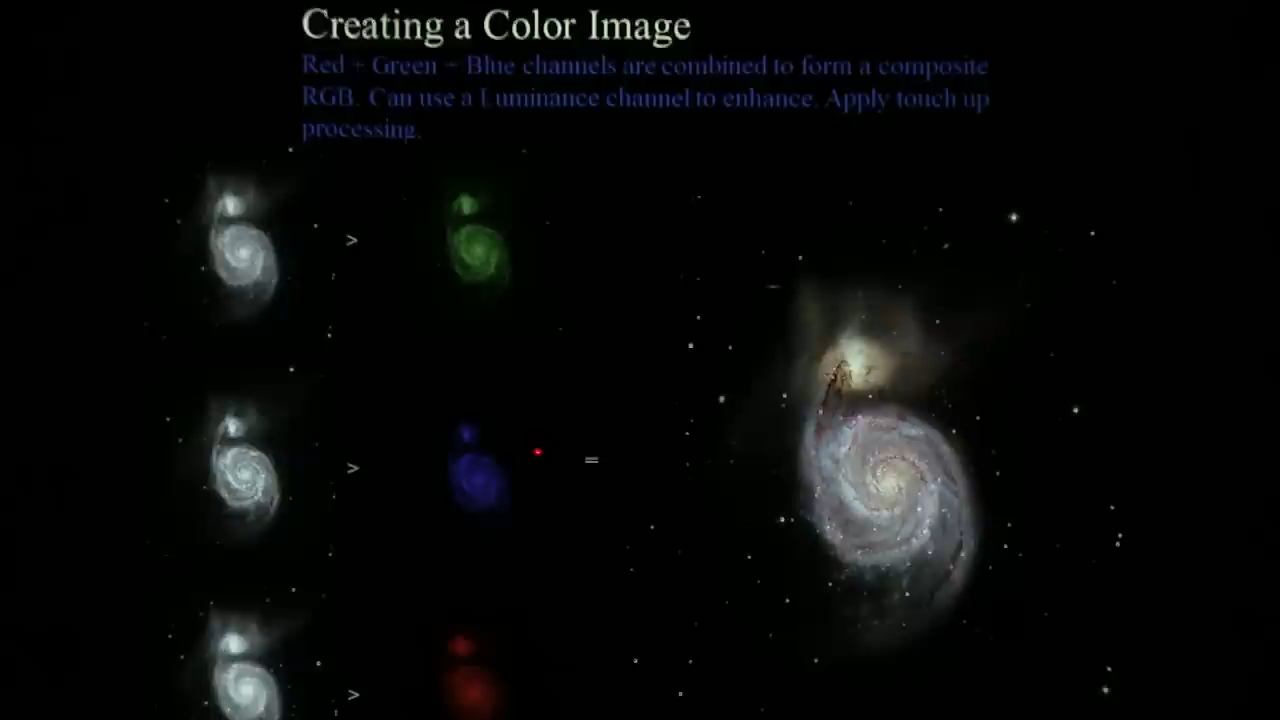 Creating a Color Image
Red + Green + Blue channels are combined to form a composite
RGB. Can use a Luminance channel to enhance. Apply touch up
processing.
>
>
=
>